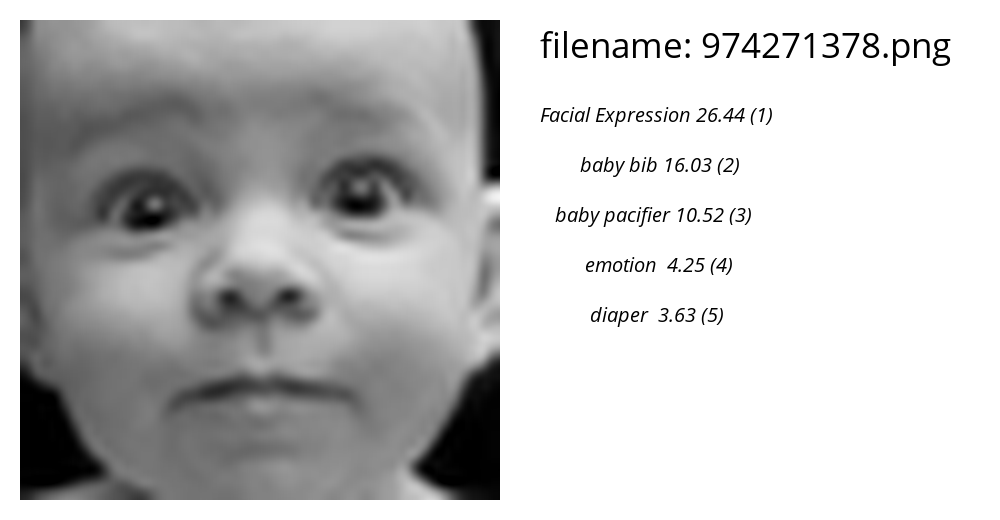 filename: 974271378.png
Facial Expression 26.44 (1)
baby bib 16.03 (2)
baby pacifier 10.52 (3)
emotion 4.25 (4)
diaper 3.63 (5)